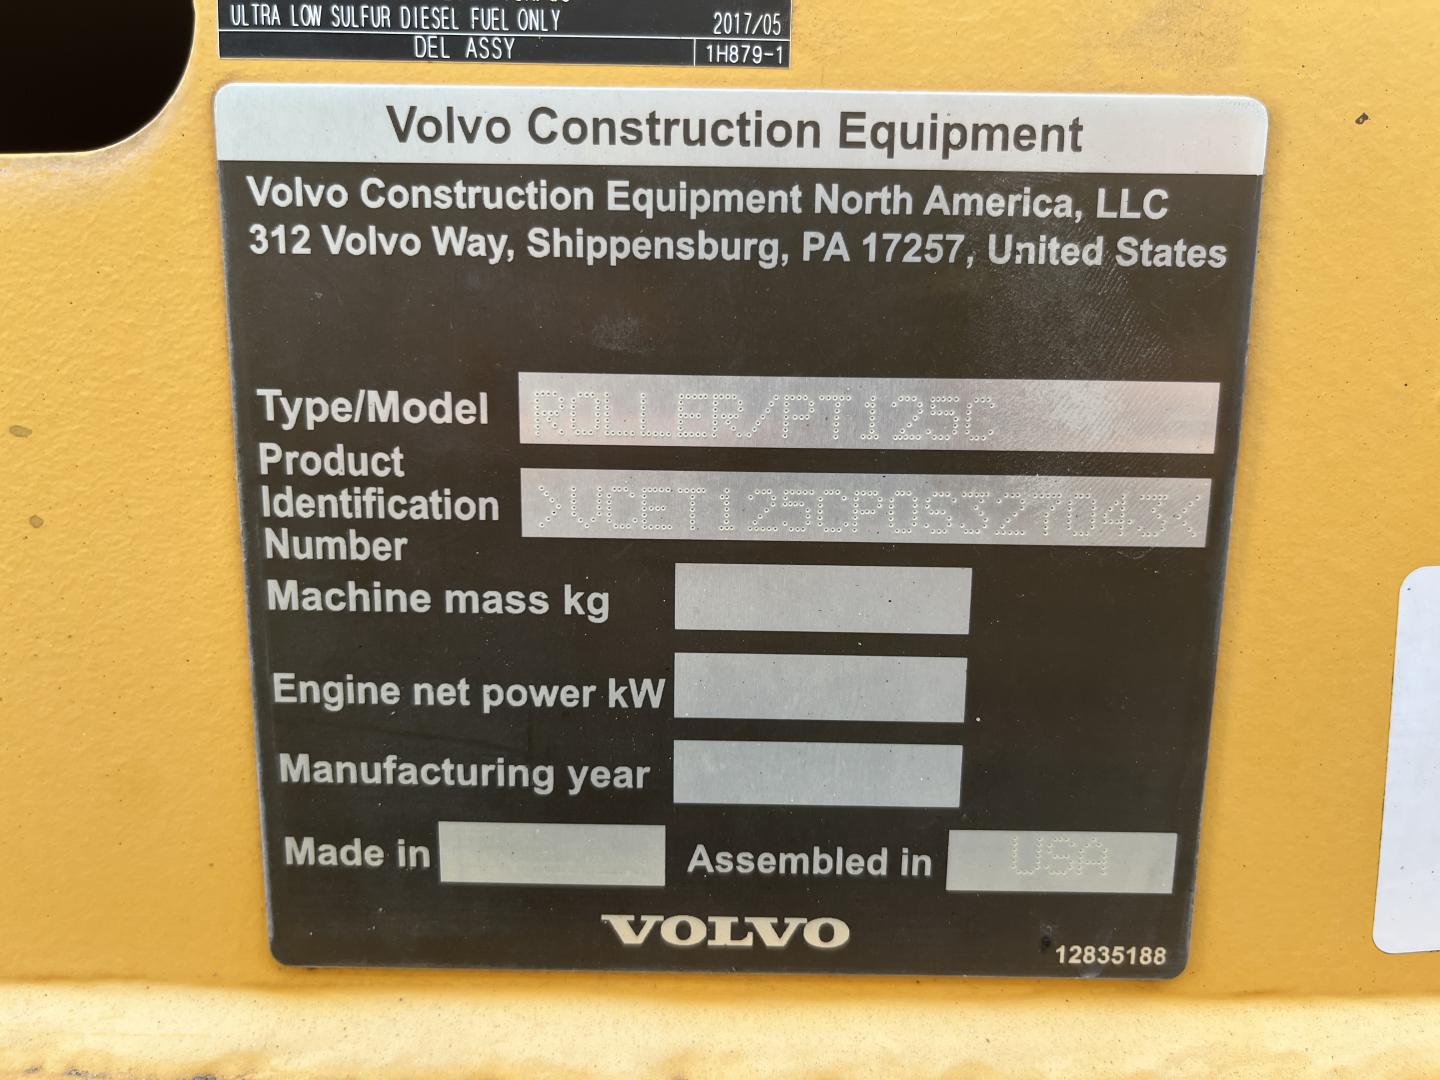 ULTRA LOW SULFUR DIESEL FUEL ONLY 2017/05
DEL ASSY 1H879-1
Volvo Construction Equipment
Volvo Construction Equipment North America, LLC
312 Volvo Way, Shippensburg, PA 17257, United States
Type/Model ROLLER/PT125C
Product
Identification
Number >VCET125CP0S327043<
Machine mass kg
Engine net power kW
Manufacturing year
Made in Assembled in USA
VOLVO
12835188